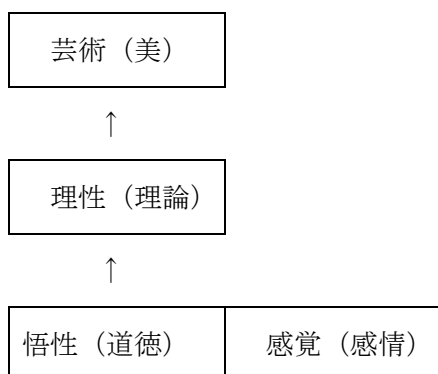 芸術（美）
↑
理性（理論）
↑
悟性（道徳） 感覚（感情）